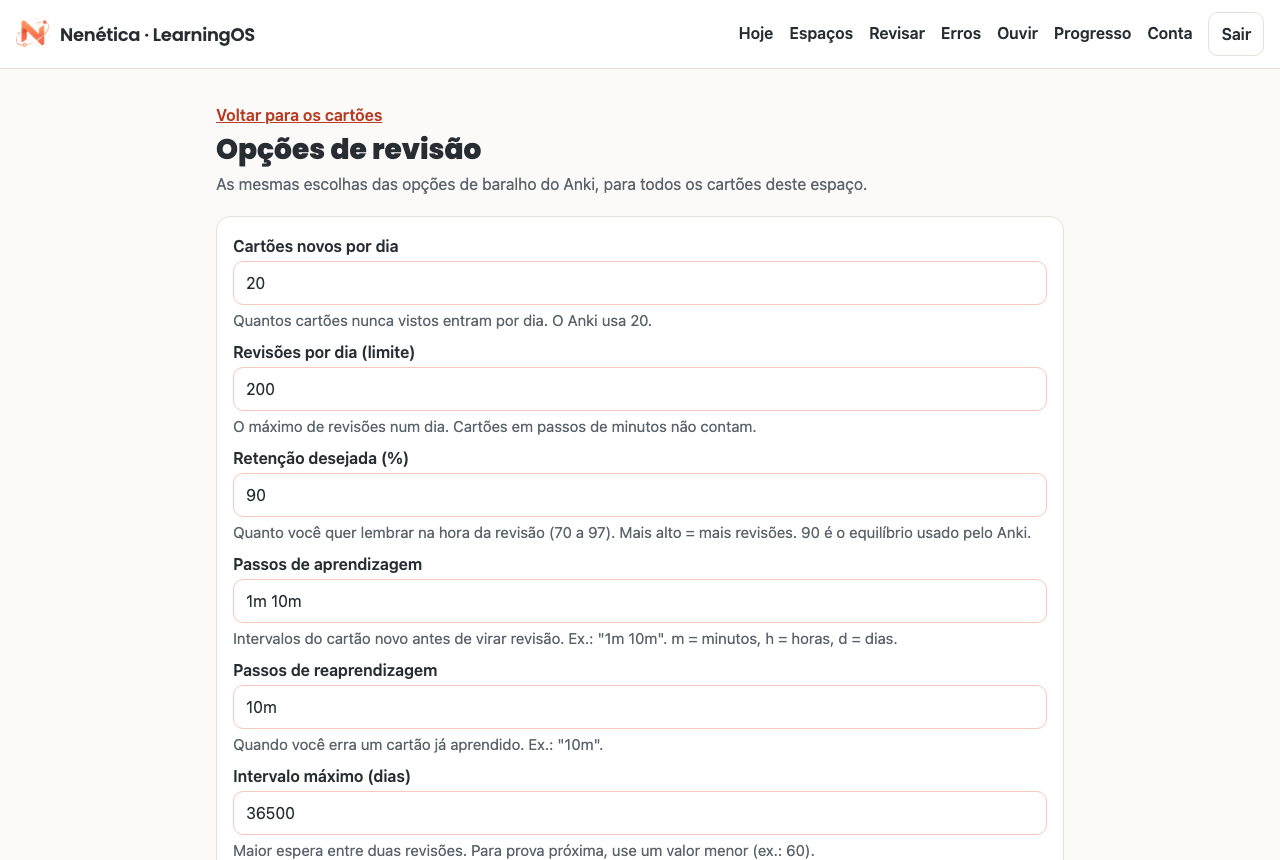 Nenética · LearningOS
Hoje Espaços Revisar Erros Ouvir Progresso Conta Sair
Voltar para os cartões
Opções de revisão
As mesmas escolhas das opções de baralho do Anki, para todos os cartões deste espaço.
Cartões novos por dia
20
Quantos cartões nunca vistos entram por dia. O Anki usa 20.
Revisões por dia (limite)
200
O máximo de revisões num dia. Cartões em passos de minutos não contam.
Retenção desejada (%)
90
Quanto você quer lembrar na hora da revisão (70 a 97). Mais alto = mais revisões. 90 é o equilíbrio usado pelo Anki.
Passos de aprendizagem
1m 10m
Intervalos do cartão novo antes de virar revisão. Ex.: "1m 10m". m = minutos, h = horas, d = dias.
Passos de reaprendizagem
10m
Quando você erra um cartão já aprendido. Ex.: "10m".
Intervalo máximo (dias)
36500
Maior espera entre duas revisões. Para prova próxima, use um valor menor (ex.: 60).